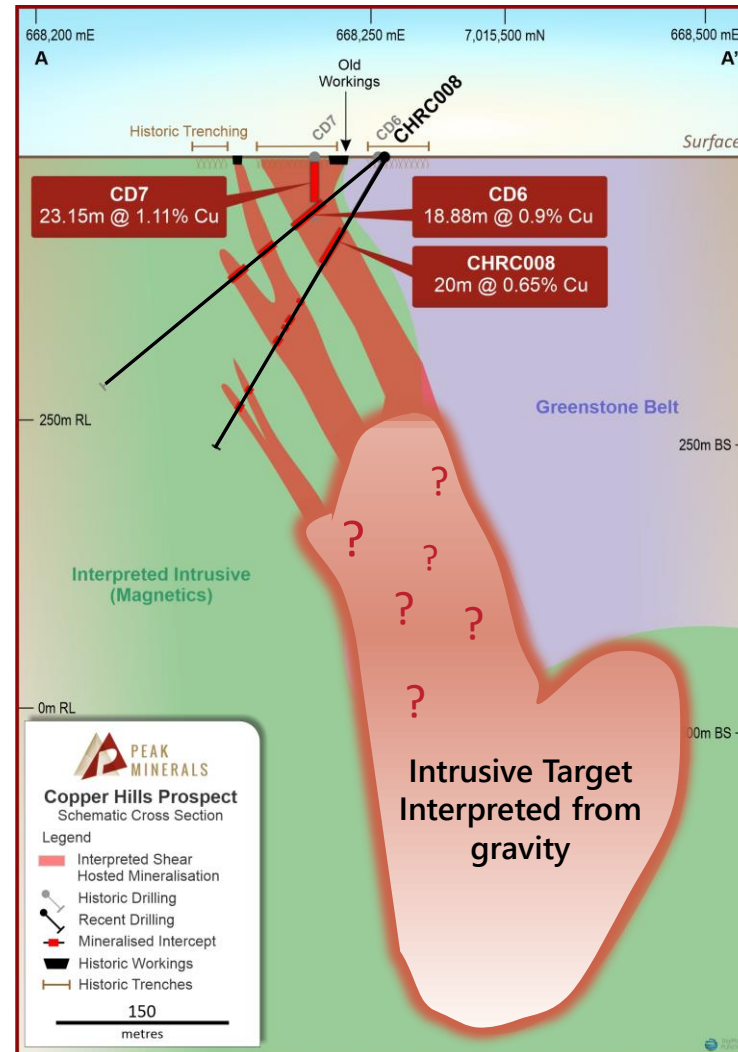 668,200 mE
668,250 mE
7,015,500 mN
668,500 mE
A
A'
Old
Workings
CHRC008
CD7
CD6
Historic Trenching
Surface
CD7
23.15m @ 1.11% Cu
CD6
18.88m @ 0.9% Cu
CHRC008
20m @ 0.65% Cu
250m RL
Greenstone Belt
250m BS
?
?
?
Interpreted Intrusive
(Magnetics)
?
?
?
0m RL
00m BS
Intrusive Target
Interpreted from
gravity
PEAK
MINERALS
Copper Hills Prospect
Schematic Cross Section
Legend
Interpreted Shear
Hosted Mineralisation
Historic Drilling
Recent Drilling
Mineralised Intercept
Historic Workings
Historic Trenches
150
metres